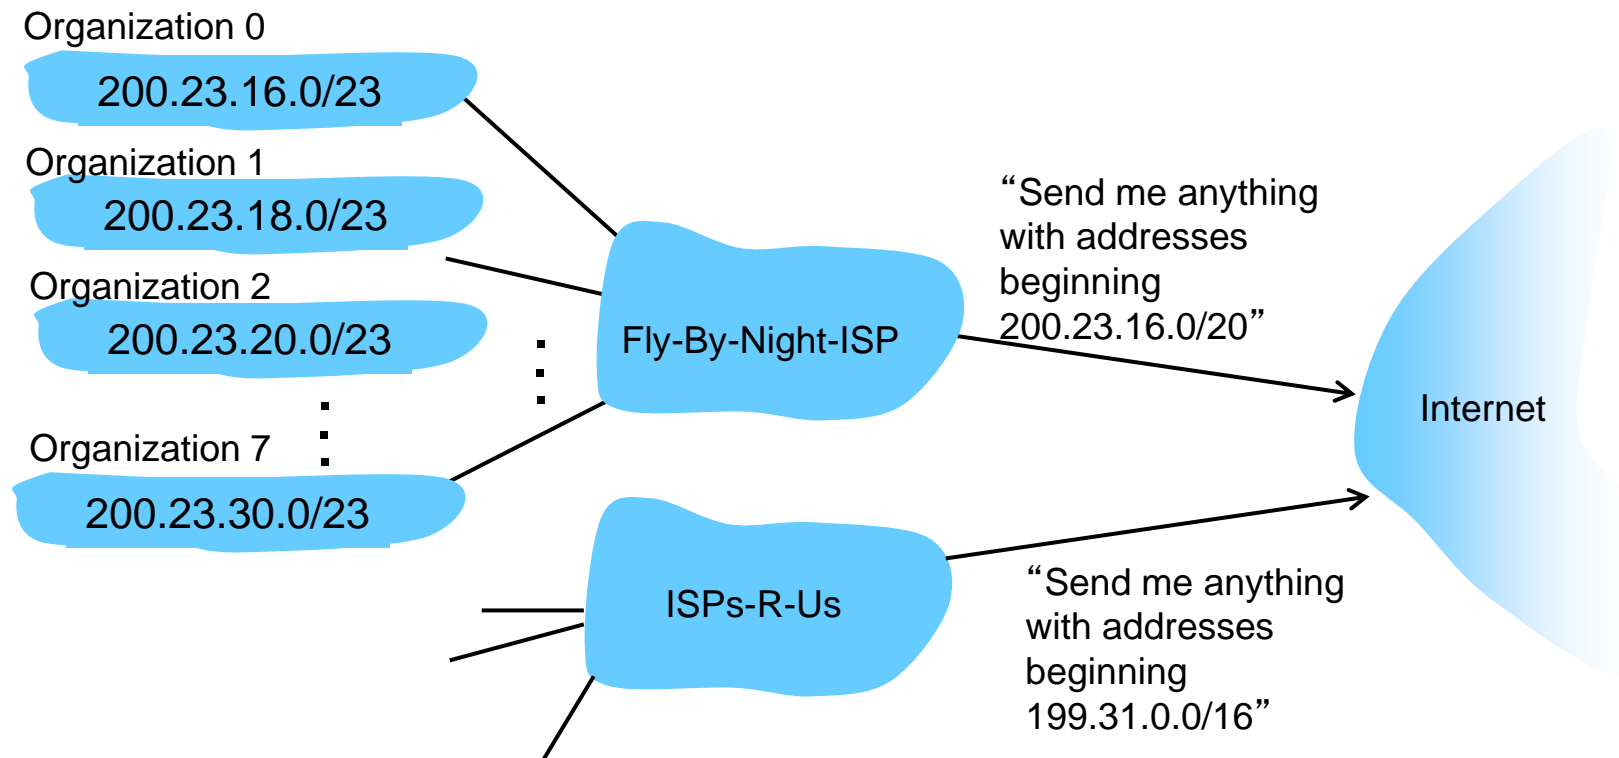 Organization 0
200.23.16.0/23
Organization 1
200.23.18.0/23
Organization 2
200.23.20.0/23
Organization 7
200.23.30.0/23
Fly-By-Night-ISP
“Send me anything
with addresses
beginning
200.23.16.0/20”
Internet
ISPs-R-Us
“Send me anything
with addresses
beginning
199.31.0.0/16”